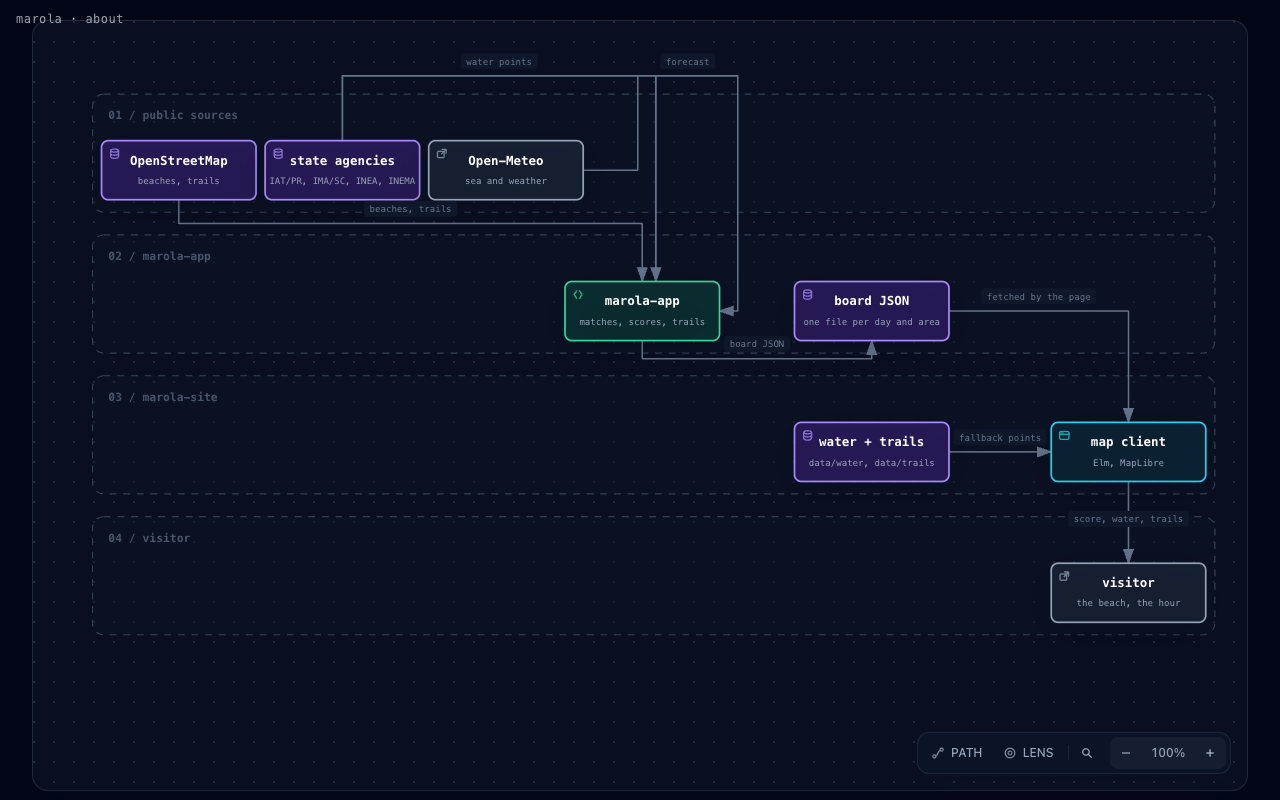 marola · about
water points
forecast
01 / public sources
OpenStreetMap
beaches, trails
state agencies
IAT/PR, IMA/SC, INEA, INEMA
Open-Meteo
sea and weather
beaches, trails
02 / marola-app
marola-app
matches, scores, trails
board JSON
one file per day and area
fetched by the page
board JSON
03 / marola-site
water + trails
data/water, data/trails
fallback points
map client
Elm, MapLibre
score, water, trails
04 / visitor
visitor
the beach, the hour
PATH
LENS
− 100% +